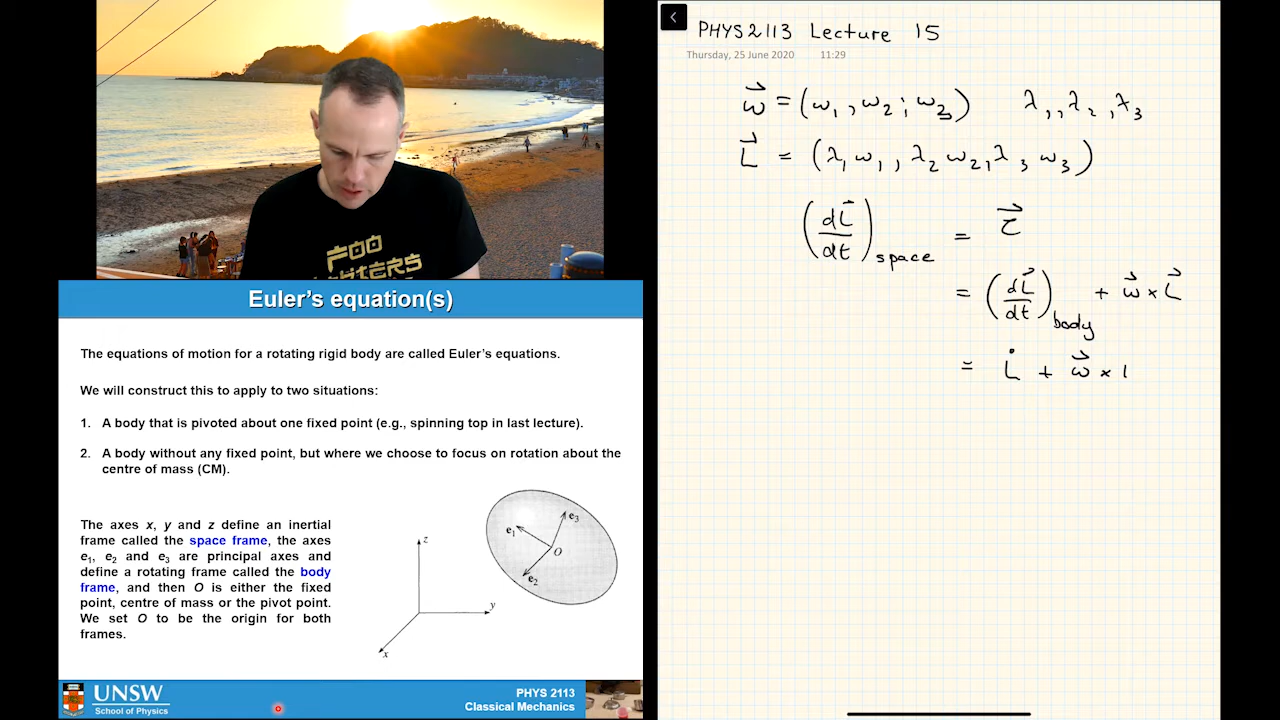 FOO
FIGHTERS
Euler's equation(s)
The equations of motion for a rotating rigid body are called Euler's equations.
We will construct this to apply to two situations:
1. A body that is pivoted about one fixed point (e.g., spinning top in last lecture).
2. A body without any fixed point, but where we choose to focus on rotation about the
centre of mass (CM).
The axes x, y and z define an inertial
frame called the space frame, the axes
e₁, e₂ and e₃ are principal axes and
define a rotating frame called the body
frame, and then O is either the fixed
point, centre of mass or the pivot point.
We set O to be the origin for both
frames.
z
y
x
e₁
e₃
O
e₂
UNSW
School of Physics
PHYS 2113
Classical Mechanics
PHYS 2113 Lecture 15
Thursday, 25 June 2020 11:29
ω⃗ = (ω₁, ω₂, ω₃) λ₁, λ₂, λ₃
L⃗ = (λ₁ω₁, λ₂ω₂, λ₃ω₃)
(dL⃗/dt)space = τ⃗
= (dL⃗/dt)body + ω⃗ × L⃗
= L̇ + ω⃗ × l